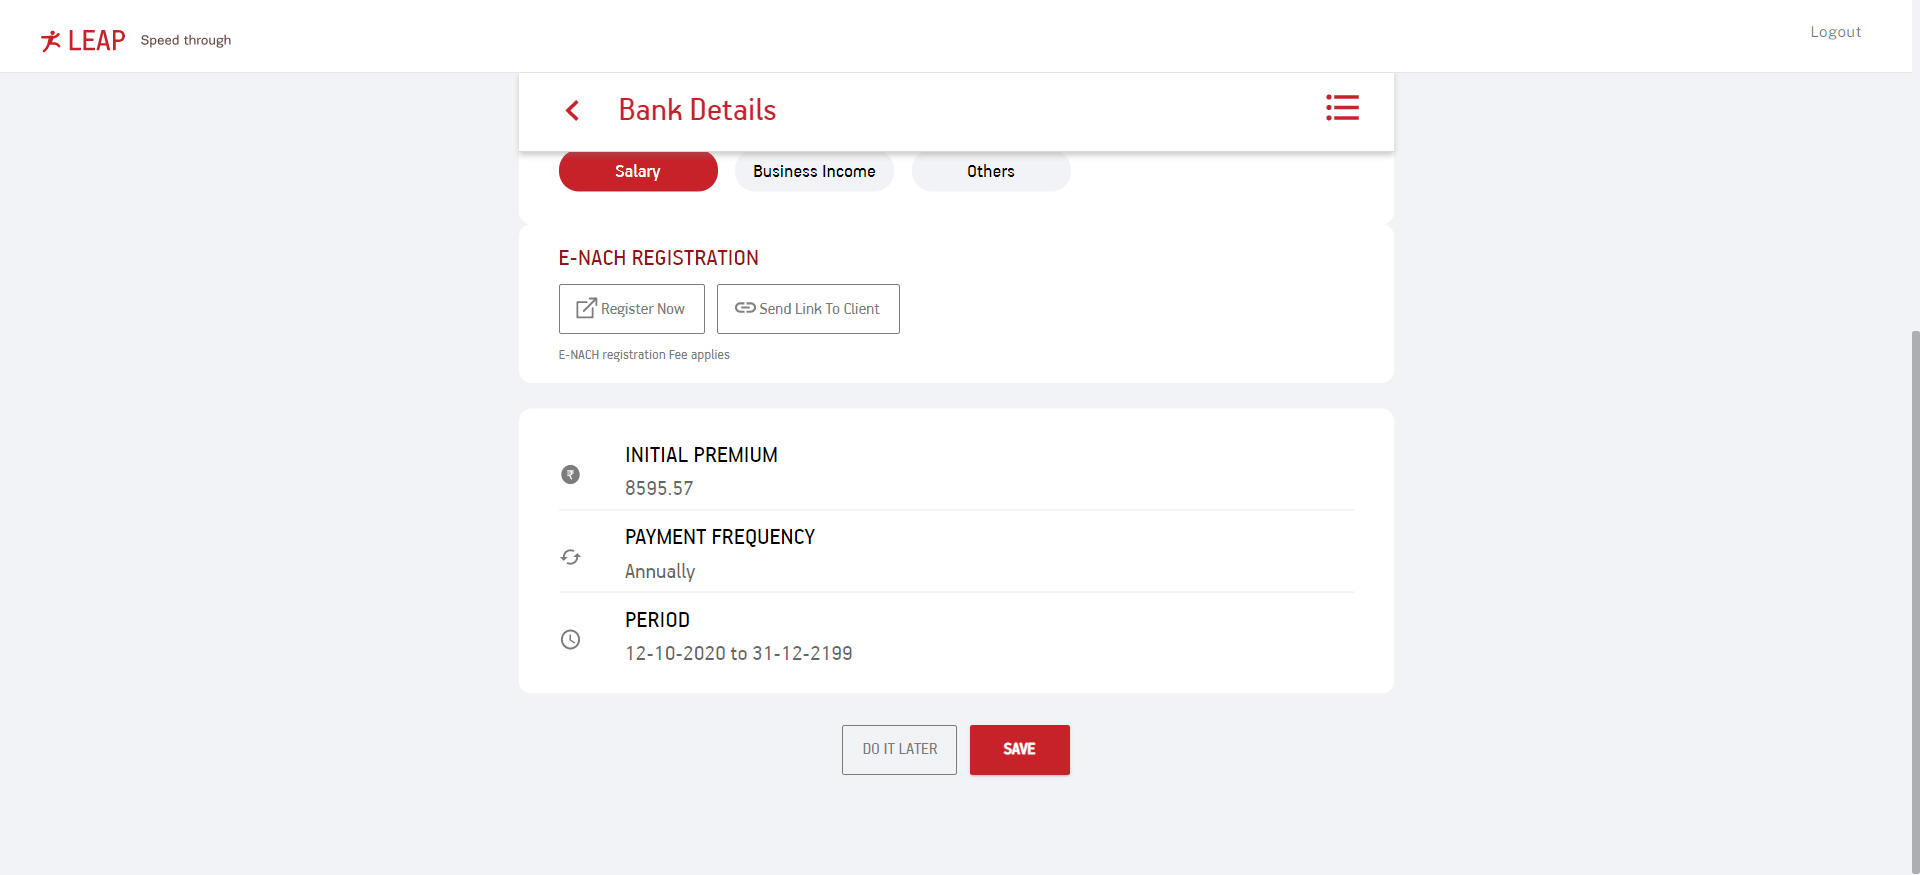 LEAP Speed through
Logout
Bank Details
Salary Business Income Others
E-NACH REGISTRATION
Register Now Send Link To Client
E-NACH registration Fee applies
INITIAL PREMIUM
₹
8595.57
PAYMENT FREQUENCY
Annually
PERIOD
12-10-2020 to 31-12-2199
DO IT LATER SAVE